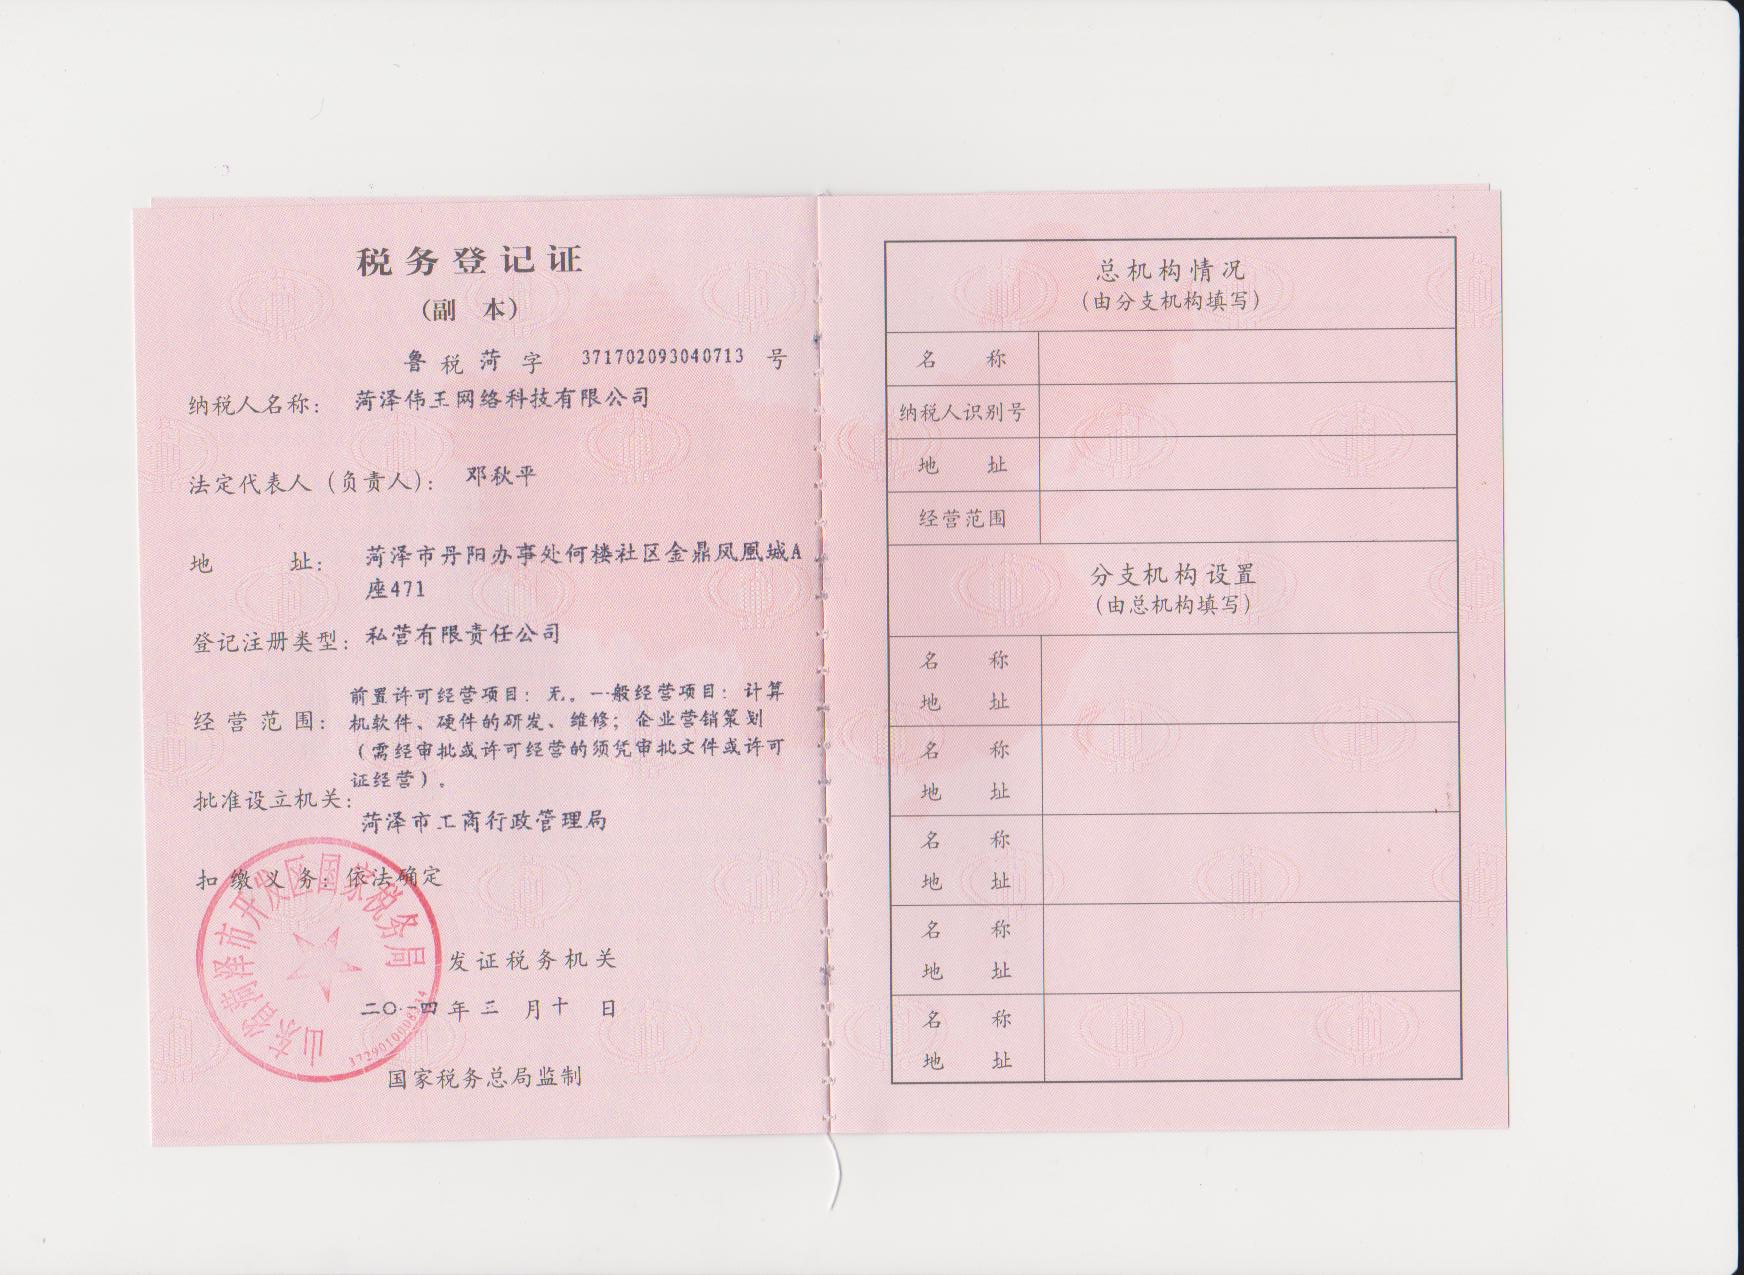 税务登记证
（副 本）
鲁 税 菏 字 371702093040713 号
纳税人名称： 菏泽伟王网络科技有限公司
法定代表人（负责人）： 邓秋平
地 址： 菏泽市丹阳办事处何楼社区金鼎凤凰城A
座471
登记注册类型： 私营有限责任公司
经营范围： 前置许可经营项目：无。一般经营项目：计算
机软件、硬件的研发、维修；企业营销策划
（需经审批或许可经营的须凭审批文件或许可
证经营）。
批准设立机关：
菏泽市工商行政管理局
扣缴义务：依法确定
山东省菏泽市开发区国家税务局
发证税务机关
二〇一四年 三 月 十 日
国家税务总局监制
总机构情况
（由分支机构填写）
名 称
纳税人识别号
地 址
经营范围
分支机构设置
（由总机构填写）
名 称
地 址
名 称
地 址
名 称
地 址
名 称
地 址
名 称
地 址